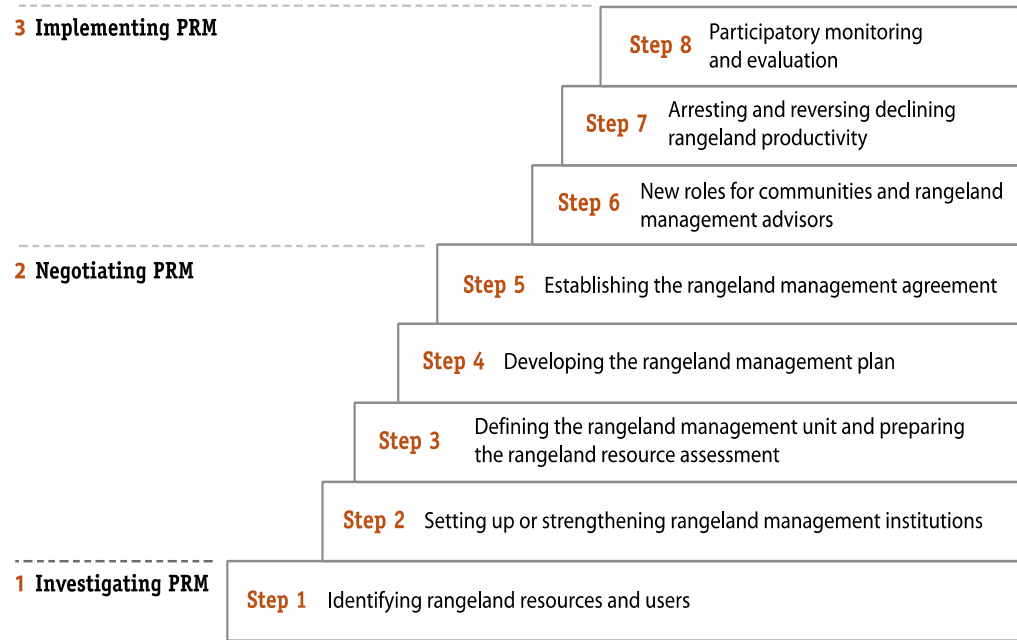 3 Implementing PRM
Step 8 Participatory monitoring
and evaluation
Step 7 Arresting and reversing declining
rangeland productivity
Step 6 New roles for communities and rangeland
management advisors
2 Negotiating PRM
Step 5 Establishing the rangeland management agreement
Step 4 Developing the rangeland management plan
Step 3 Defining the rangeland management unit and preparing
the rangeland resource assessment
Step 2 Setting up or strengthening rangeland management institutions
1 Investigating PRM
Step 1 Identifying rangeland resources and users